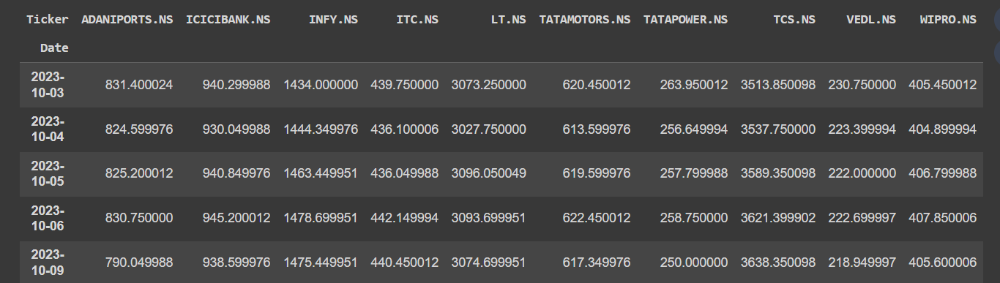 Ticker ADANIPORTS.NS ICICIBANK.NS INFY.NS ITC.NS LT.NS TATAMOTORS.NS TATAPOWER.NS TCS.NS VEDL.NS WIPRO.NS
Date
2023-
10-03 831.400024 940.299988 1434.000000 439.750000 3073.250000 620.450012 263.950012 3513.850098 230.750000 405.450012
2023-
10-04 824.599976 930.049988 1444.349976 436.100006 3027.750000 613.599976 256.649994 3537.750000 223.399994 404.899994
2023-
10-05 825.200012 940.849976 1463.449951 436.049988 3096.050049 619.599976 257.799988 3589.350098 222.000000 406.799988
2023-
10-06 830.750000 945.200012 1478.699951 442.149994 3093.699951 622.450012 258.750000 3621.399902 222.699997 407.850006
2023-
10-09 790.049988 938.599976 1475.449951 440.450012 3074.699951 617.349976 250.000000 3638.350098 218.949997 405.600006